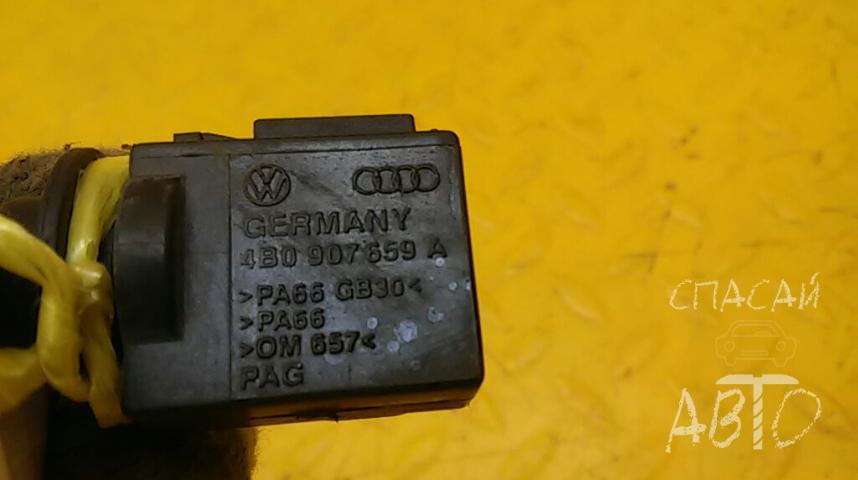 GERMANY
4B0 907 659 A
>PA66 GB30<
>PA66
>OM 657<
PAG
СПАСАЙ
АВТО